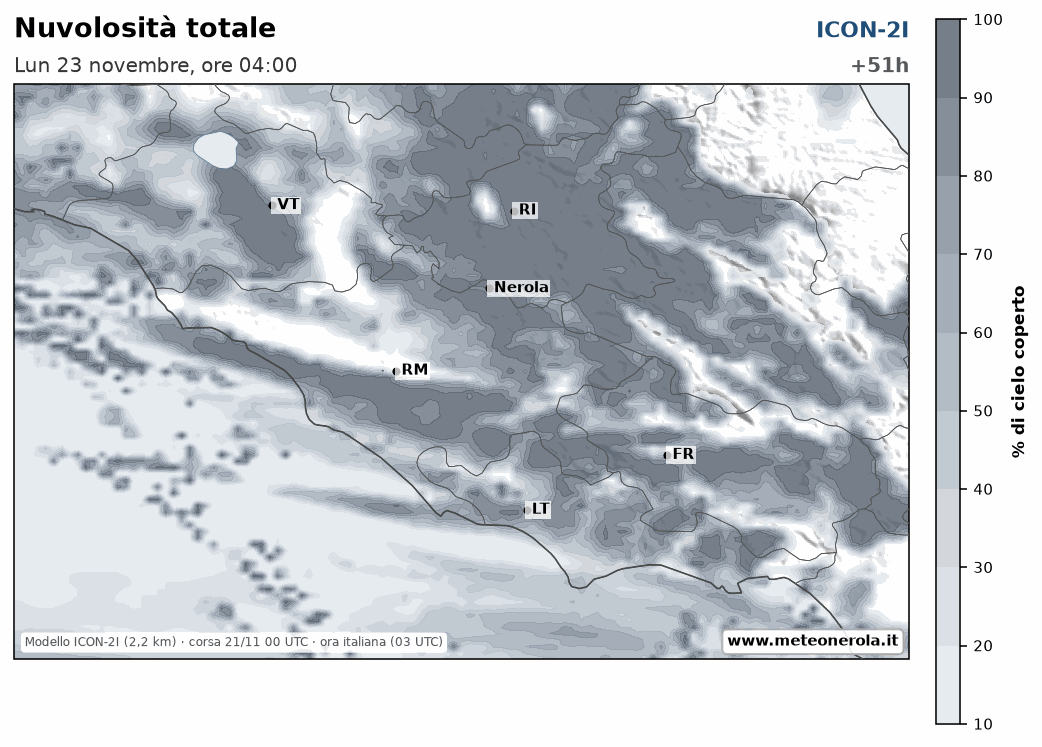 Nuvolosità totale
ICON-2I
Lun 23 novembre, ore 04:00
+51h
VT
RI
Nerola
RM
FR
LT
Modello ICON-2I (2,2 km) · corsa 21/11 00 UTC · ora italiana (03 UTC)
www.meteonerola.it
100
90
80
70
60
50
40
30
20
10
% di cielo coperto